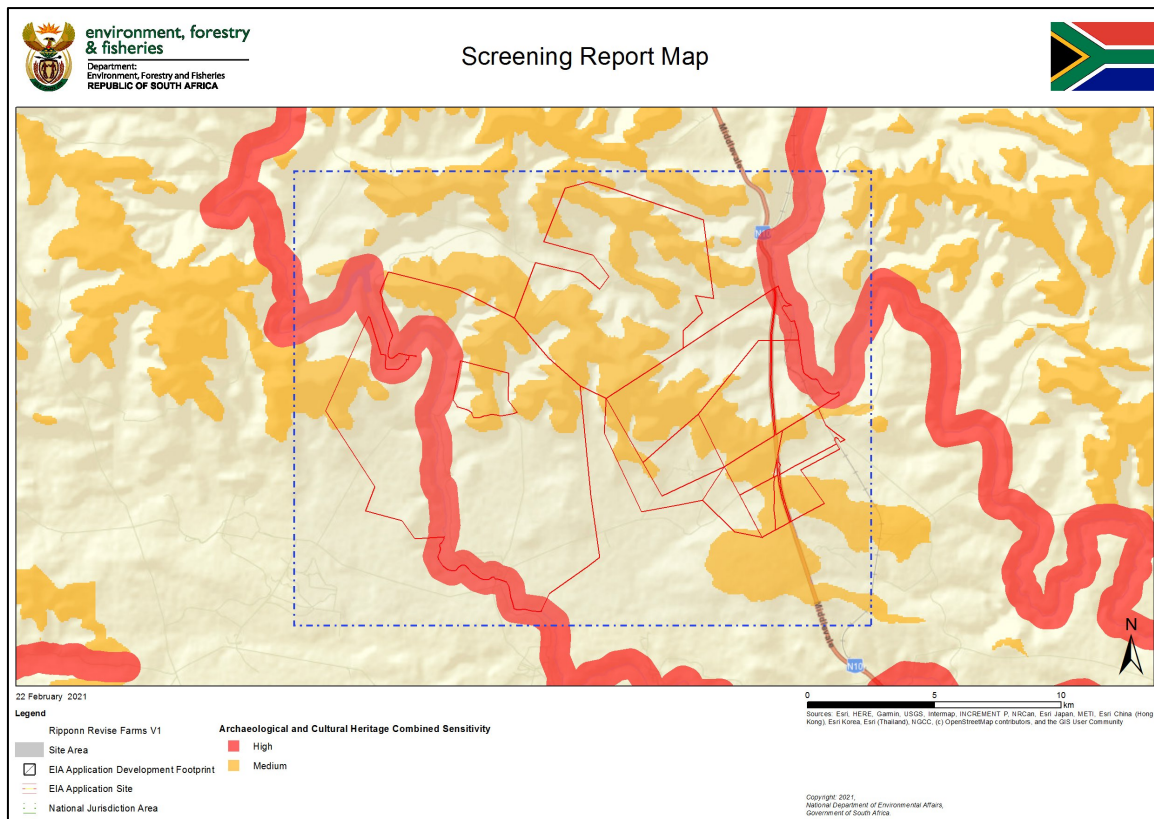 environment, forestry
& fisheries
Department:
Environment, Forestry and Fisheries
REPUBLIC OF SOUTH AFRICA
Screening Report Map
Middlevale
N10
Middlevale
N10
N
22 February 2021
0 5 10
km
Sources: Esri, HERE, Garmin, USGS, Intermap, INCREMENT P, NRCan, Esri Japan, METI, Esri China (Hong
Kong), Esri Korea, Esri (Thailand), NGCC, (c) OpenStreetMap contributors, and the GIS User Community
Legend
Ripponn Revise Farms V1
Site Area
EIA Application Development Footprint
EIA Application Site
National Jurisdiction Area
Archaeological and Cultural Heritage Combined Sensitivity
High
Medium
Copyright: 2021,
National Department of Environmental Affairs,
Government of South Africa.